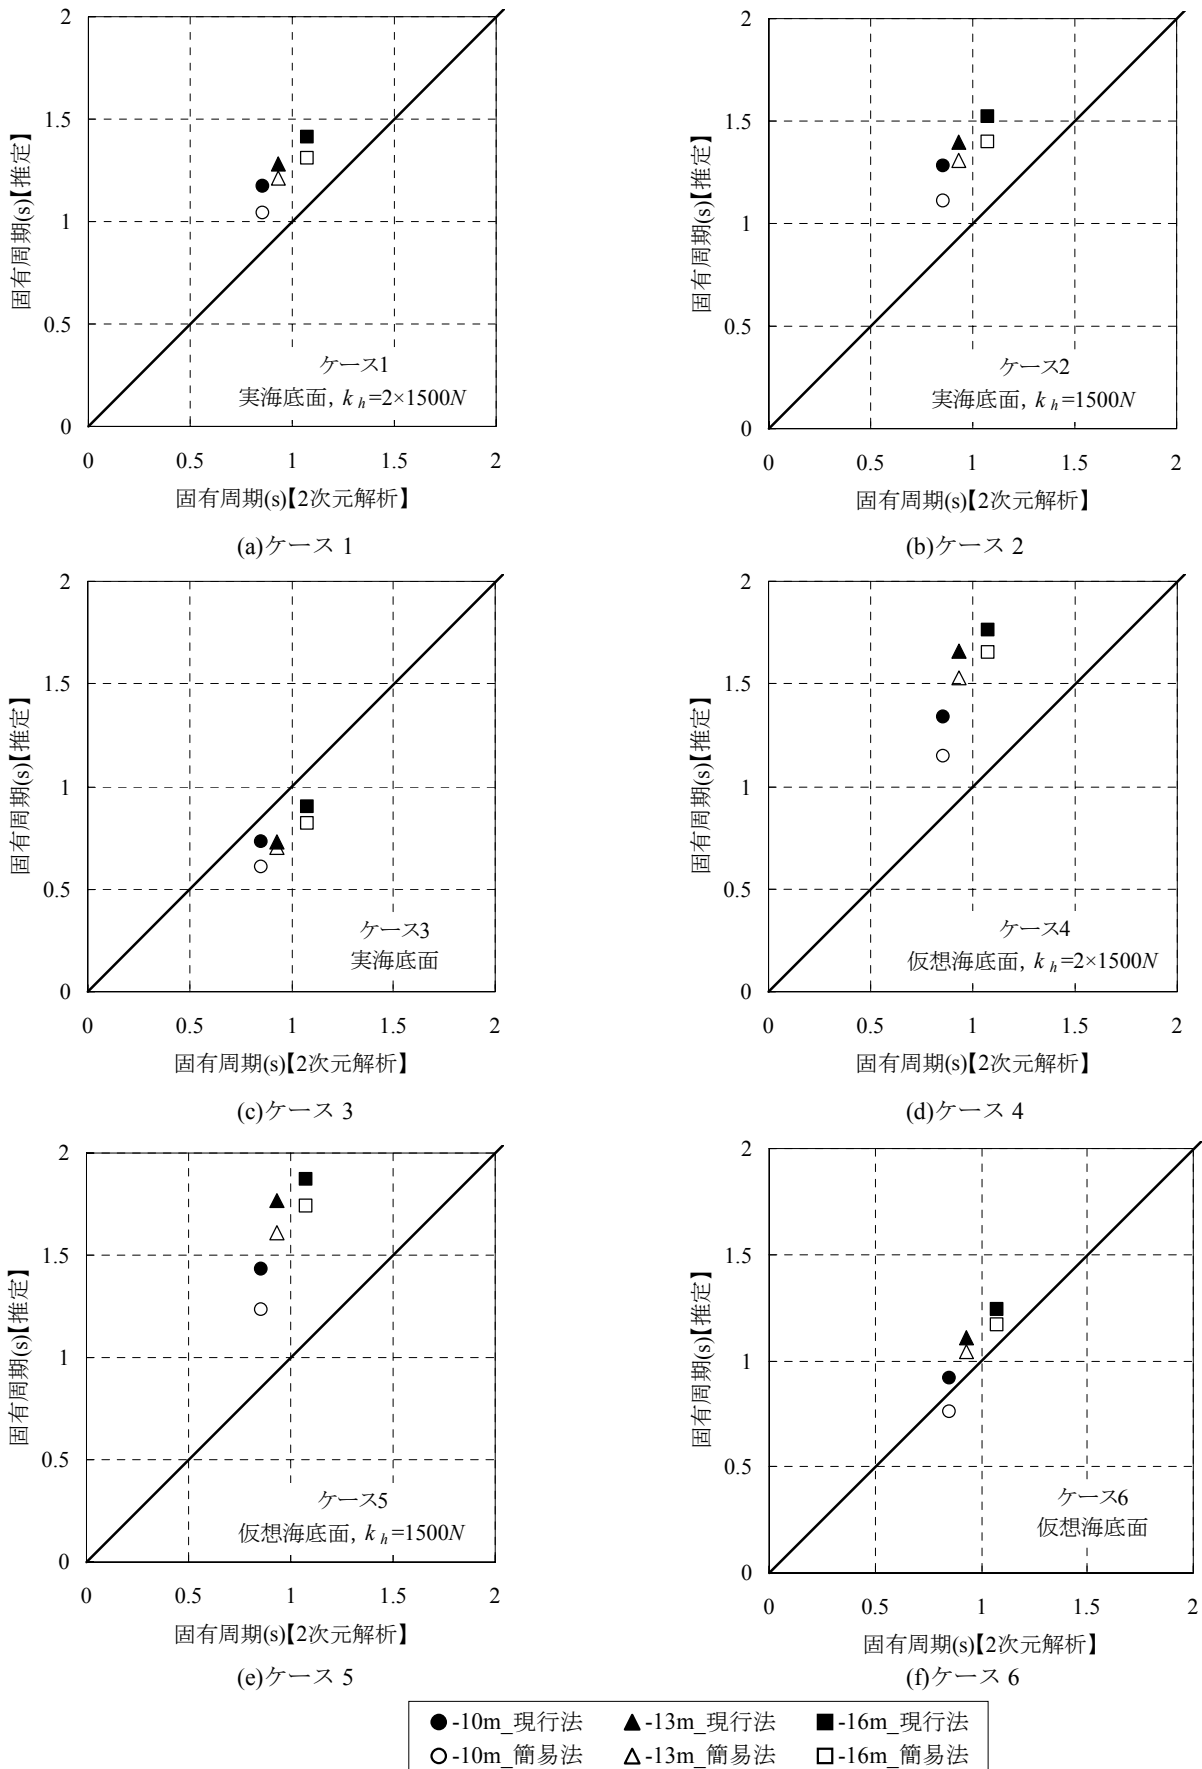 2
1.5
1
0.5
0
0 0.5 1 1.5 2
固有周期(s)【推定】
ケース1
実海底面, k h=2×1500N
固有周期(s)【2次元解析】
(a)ケース 1
2
1.5
1
0.5
0
0 0.5 1 1.5 2
固有周期(s)【推定】
ケース2
実海底面, k h=1500N
固有周期(s)【2次元解析】
(b)ケース 2
2
1.5
1
0.5
0
0 0.5 1 1.5 2
固有周期(s)【推定】
ケース3
実海底面
固有周期(s)【2次元解析】
(c)ケース 3
2
1.5
1
0.5
0
0 0.5 1 1.5 2
固有周期(s)【推定】
ケース4
仮想海底面, k h=2×1500N
固有周期(s)【2次元解析】
(d)ケース 4
2
1.5
1
0.5
0
0 0.5 1 1.5 2
固有周期(s)【推定】
ケース5
仮想海底面, k h=1500N
固有周期(s)【2次元解析】
(e)ケース 5
2
1.5
1
0.5
0
0 0.5 1 1.5 2
固有周期(s)【推定】
ケース6
仮想海底面
固有周期(s)【2次元解析】
(f)ケース 6
●-10m_現行法 ▲-13m_現行法 ■-16m_現行法
○-10m_簡易法 △-13m_簡易法 □-16m_簡易法